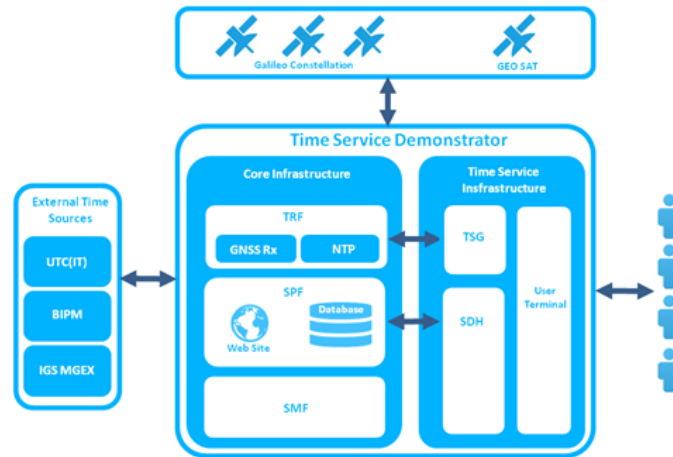 Galileo Constellation
GEO SAT
Time Service Demonstrator
External Time
Sources
UTC(IT)
BIPM
IGS MGEX
Core Infrastructure
TRF
GNSS Rx
NTP
SPF
Web Site
Database
SMF
Time Service
Insfrastructure
TSG
SDH
User
Terminal